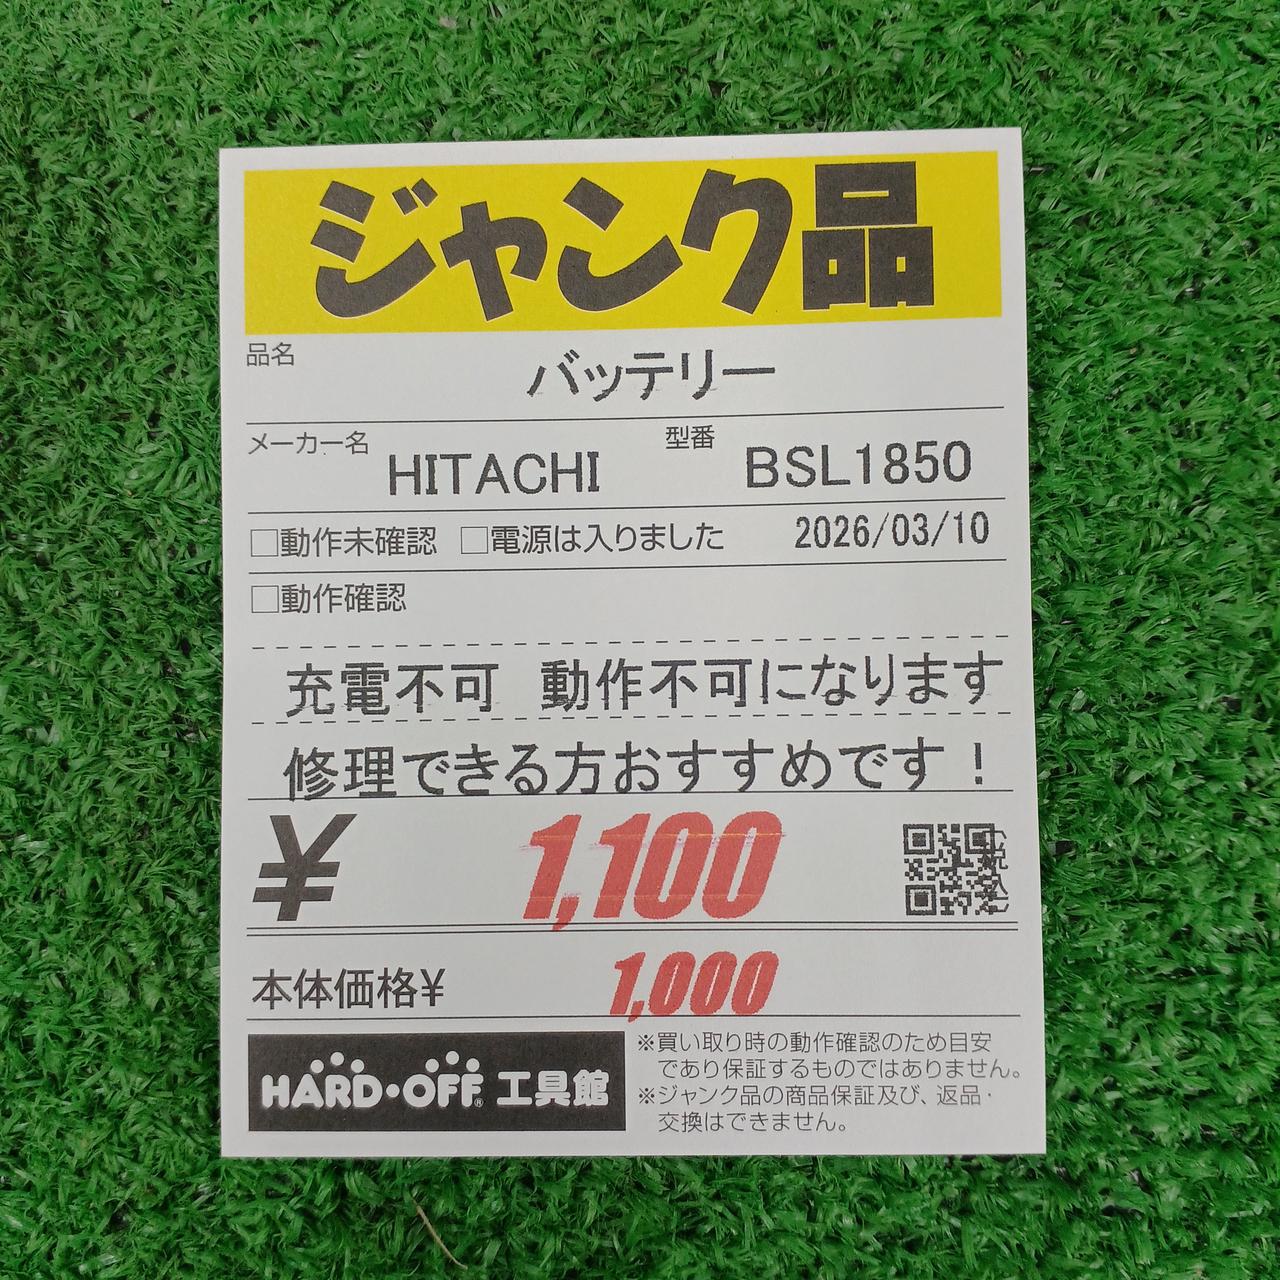 ジャンク品
品名 バッテリー
メーカー名 HITACHI 型番 BSL1850
□動作未確認 □電源は入りました 2026/03/10
□動作確認
充電不可 動作不可になります
修理できる方おすすめです！
¥ 1,100
本体価格¥ 1,000
HARD・OFF® 工具館
※買い取り時の動作確認のため目安
であり保証するものではありません。
※ジャンク品の商品保証及び、返品・
交換はできません。